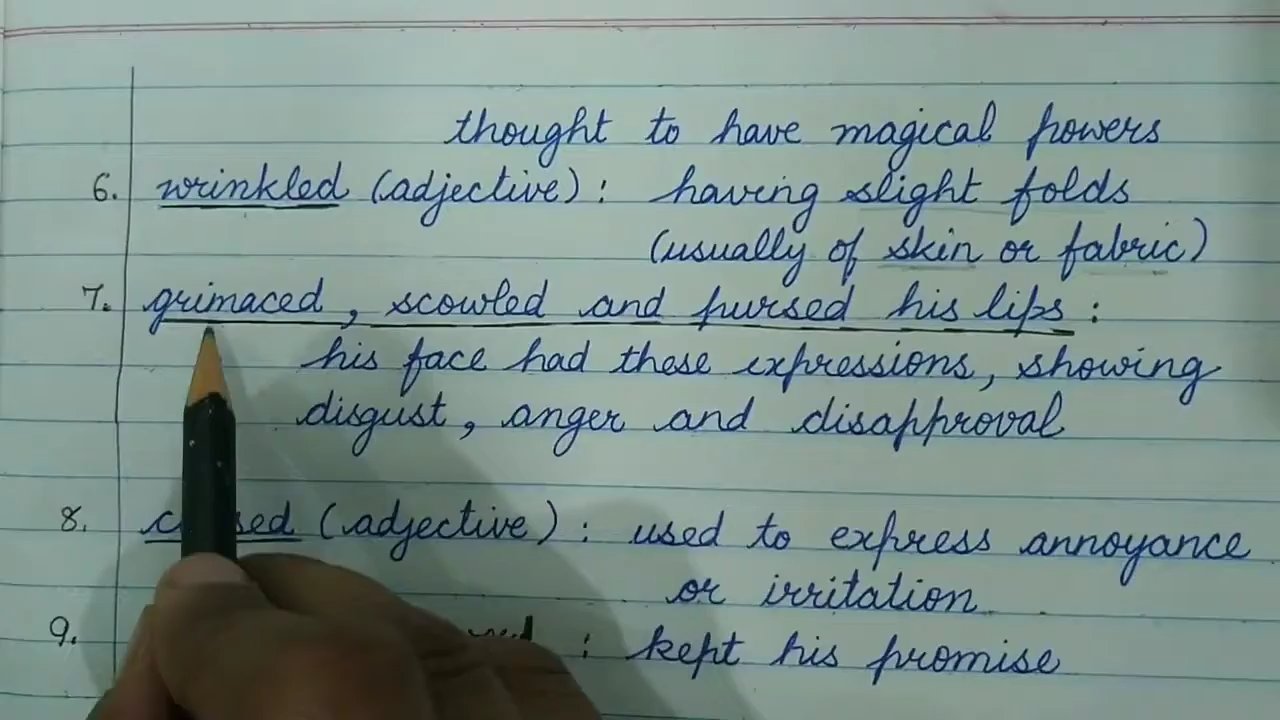 thought to have magical powers
6. wrinkled (adjective) : having slight folds
(usually of skin or fabric)
7. grimaced, scowled and pursed his lips :
his face had these expressions, showing
disgust, anger and disapproval
8. (adjective) : used to express annoyance
or irritation
9. : kept his promise